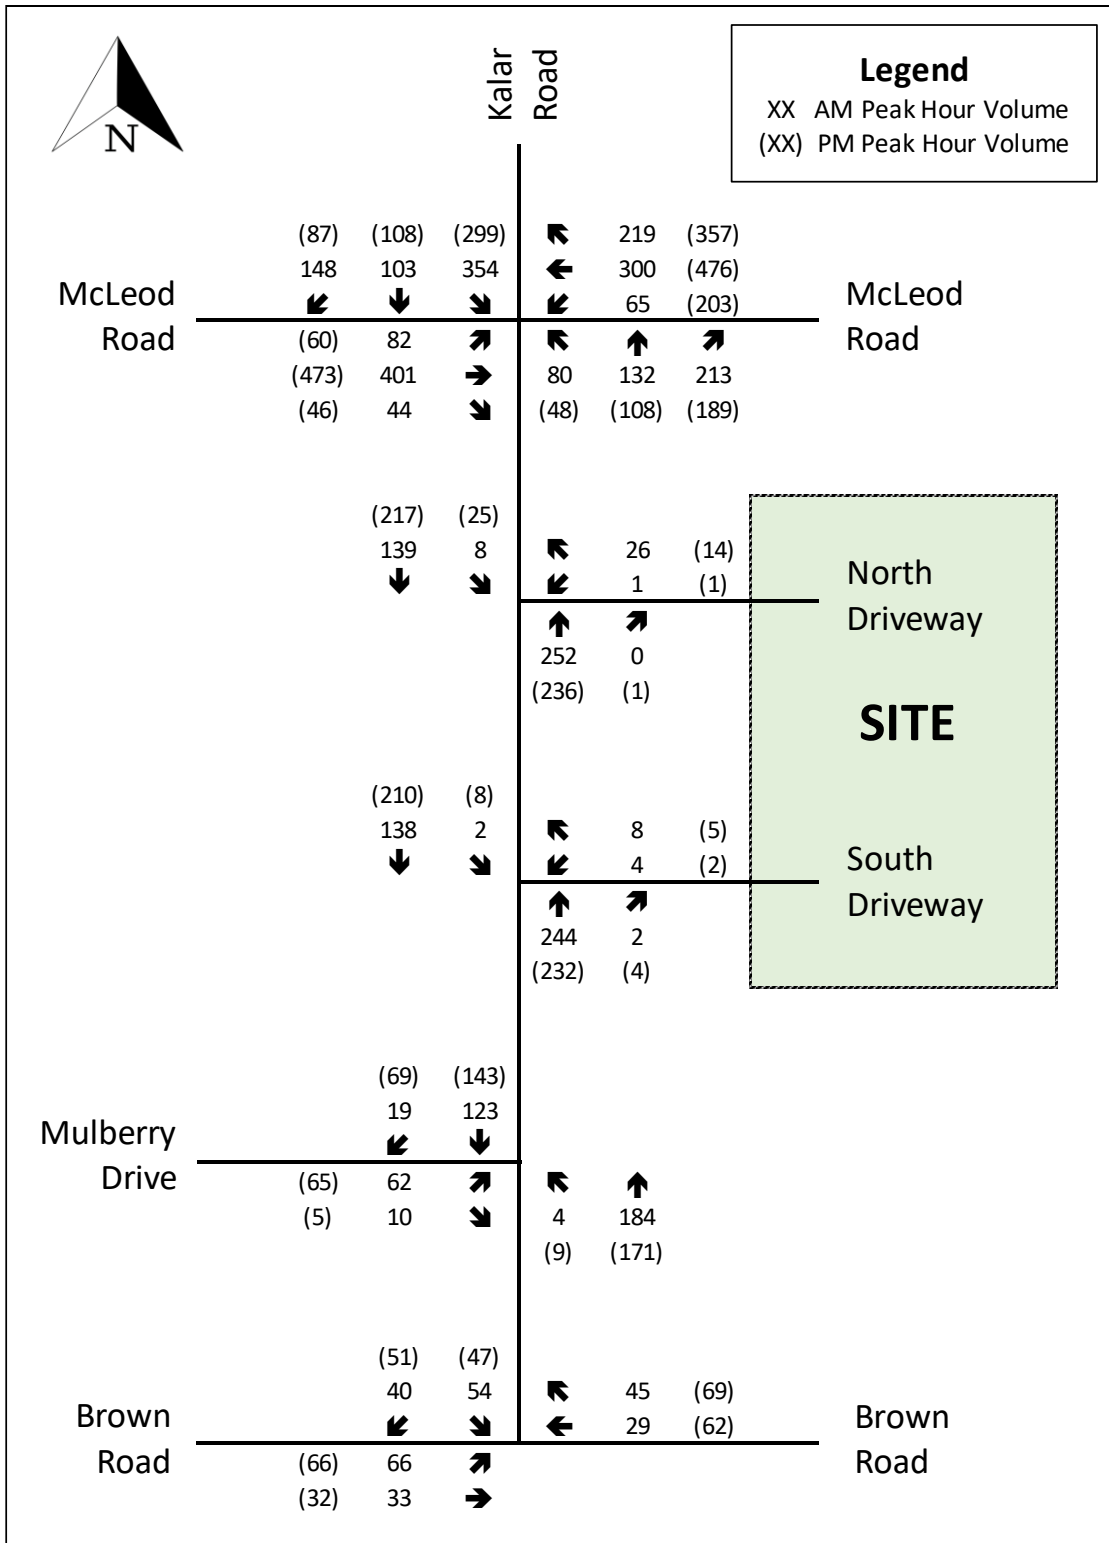 Kalar
Road
Legend
XX AM Peak Hour Volume
(XX) PM Peak Hour Volume
N
(87) (108) (299) 219 (357)
148 103 354 300 (476)
McLeod
Road
65 (203)
McLeod
Road
(60) 82
(473) 401 80 132 213
(46) 44 (48) (108) (189)
(217) (25)
139 8 26 (14)
1 (1)
North
Driveway
252 0
(236) (1)
SITE
(210) (8)
138 2 8 (5)
4 (2)
South
Driveway
244 2
(232) (4)
(69) (143)
19 123
Mulberry
Drive
(65) 62
(5) 10 4 184
(9) (171)
(51) (47)
40 54 45 (69)
29 (62)
Brown
Road
Brown
Road
(66) 66
(32) 33